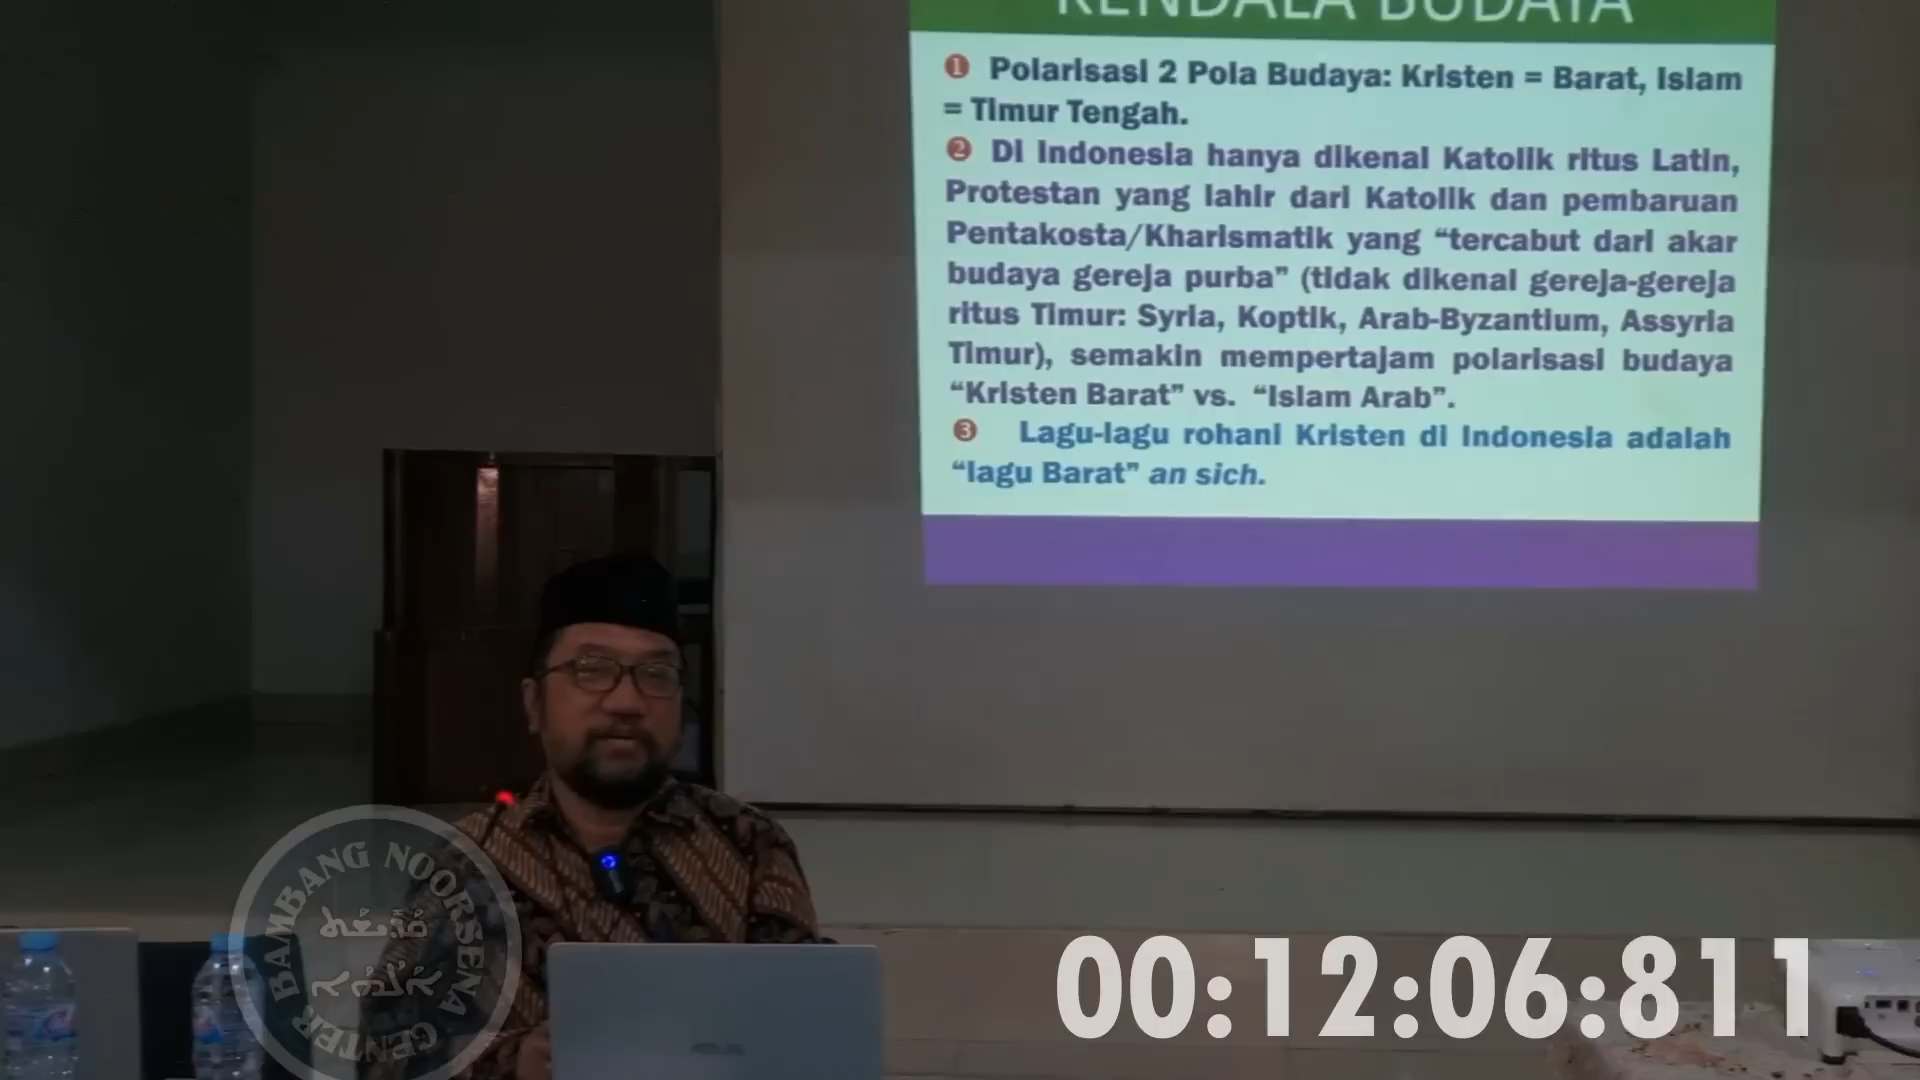 KENDALA BUDAYA
❶ Polarisasi 2 Pola Budaya: Kristen = Barat, Islam
= Timur Tengah.
❷ Di Indonesia hanya dikenal Katolik ritus Latin,
Protestan yang lahir dari Katolik dan pembaruan
Pentakosta/Kharismatik yang “tercabut dari akar
budaya gereja purba” (tidak dikenal gereja-gereja
ritus Timur: Syria, Koptik, Arab-Byzantium, Assyria
Timur), semakin mempertajam polarisasi budaya
“Kristen Barat” vs. “Islam Arab”.
❸ Lagu-lagu rohani Kristen di Indonesia adalah
“lagu Barat” an sich.
BAMBANG NOORSENA CENTER
00:12:06:811